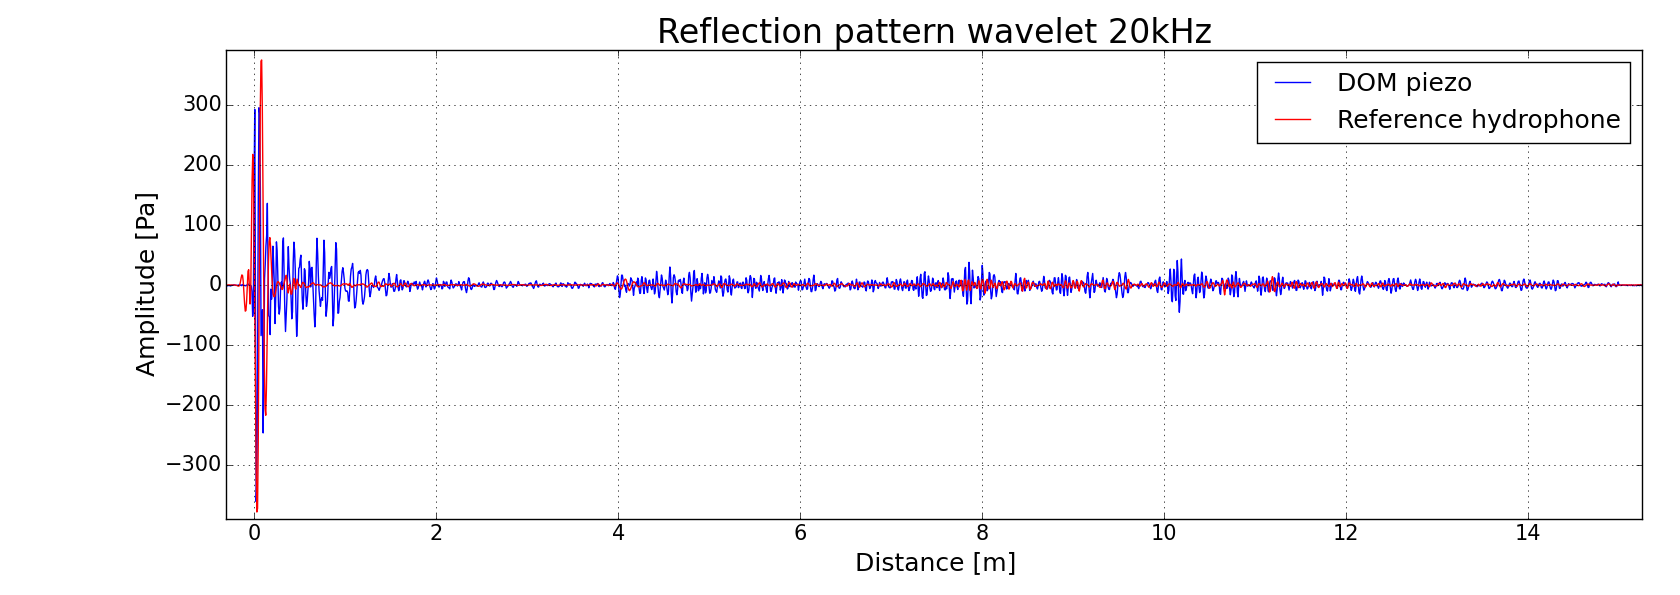 Reflection pattern wavelet 20kHz
DOM piezo
Reference hydrophone
Amplitude [Pa]
300
200
100
0
−100
−200
−300
0 2 4 6 8 10 12 14
Distance [m]